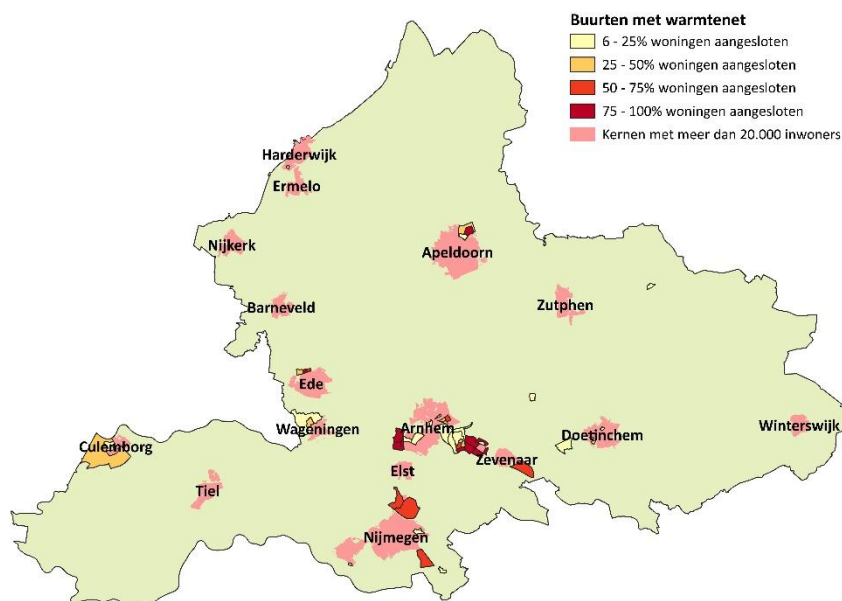 Buurten met warmtenet
6 - 25% woningen aangesloten
25 - 50% woningen aangesloten
50 - 75% woningen aangesloten
75 - 100% woningen aangesloten
Kernen met meer dan 20.000 inwoners
Harderwijk
Ermelo
Nijkerk
Apeldoorn
Barneveld
Zutphen
Ede
Wageningen
Arnhem
Doetinchem
Winterswijk
Culemborg
Zevenaar
Elst
Tiel
Nijmegen